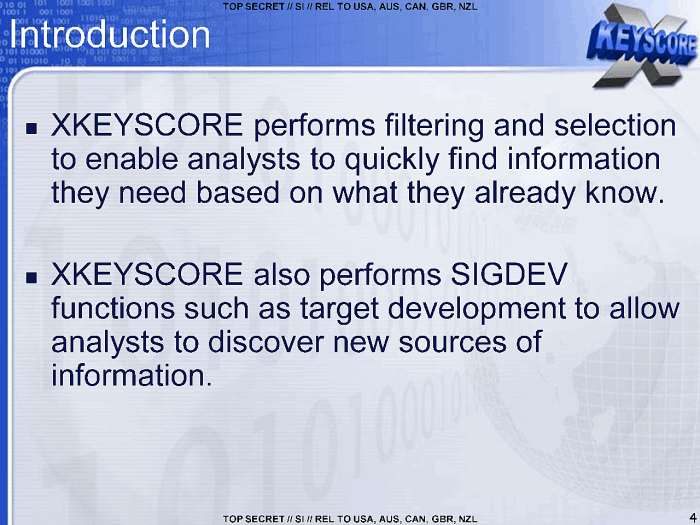 TOP SECRET // SI // REL TO USA, AUS, CAN, GBR, NZL
Introduction
X
KEYSCORE
■ XKEYSCORE performs filtering and selection
to enable analysts to quickly find information
they need based on what they already know.
■ XKEYSCORE also performs SIGDEV
functions such as target development to allow
analysts to discover new sources of
information.
TOP SECRET // SI // REL TO USA, AUS, CAN, GBR, NZL
4